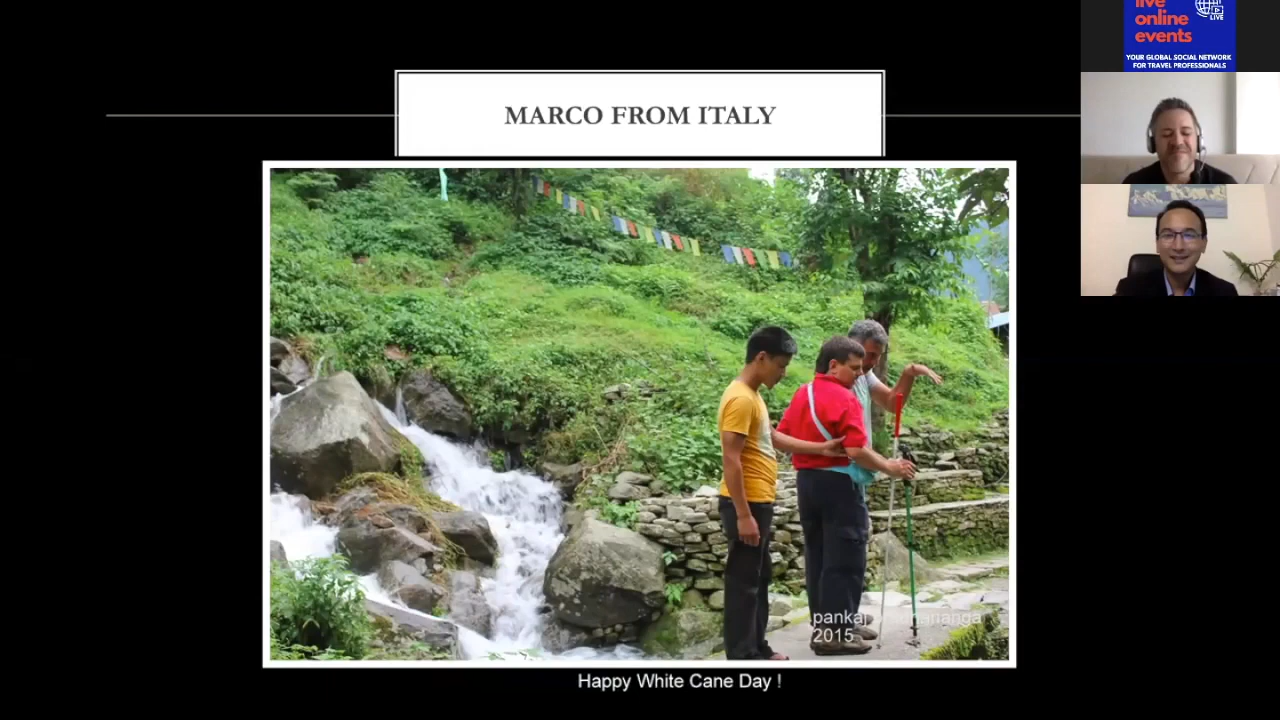 live
online
events
LIVE
YOUR GLOBAL SOCIAL NETWORK
FOR TRAVEL PROFESSIONALS
MARCO FROM ITALY
pankaj
2015
Happy White Cane Day !